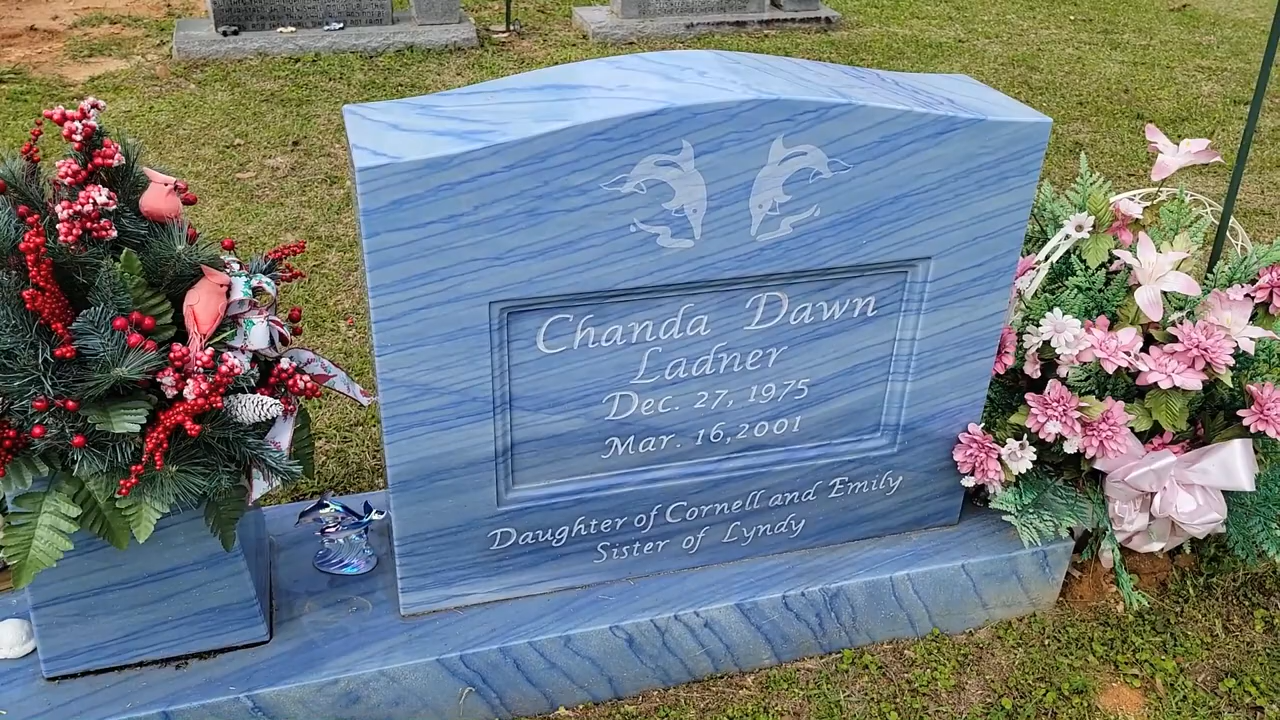 Chanda Dawn
Ladner
Dec. 27, 1975
Mar. 16, 2001
Daughter of Cornell and Emily
Sister of Lyndy